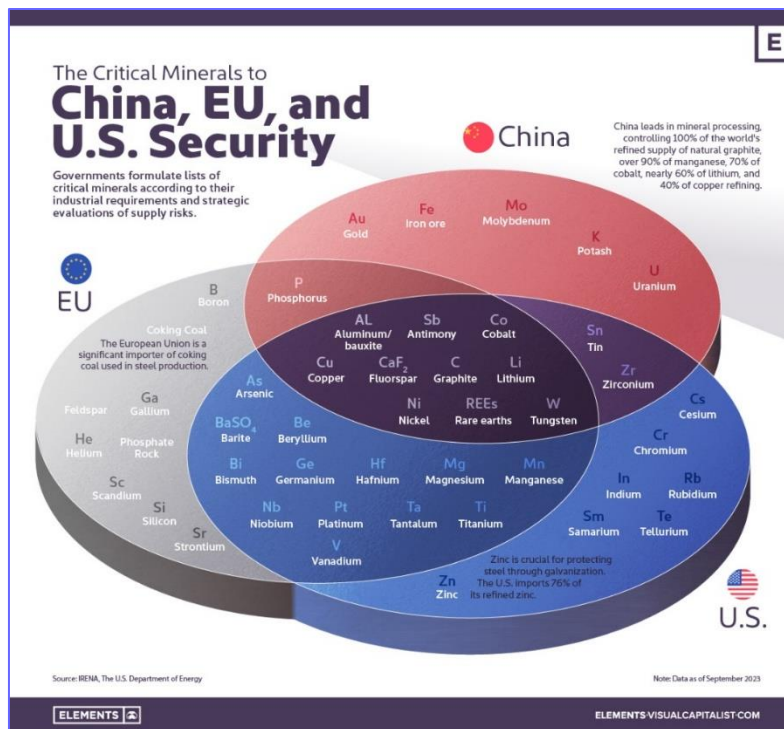 E
The Critical Minerals to
China, EU, and
U.S. Security
Governments formulate lists of
critical minerals according to their
industrial requirements and strategic
evaluations of supply risks.
China
China leads in mineral processing,
controlling 100% of the world's
refined supply of natural graphite,
over 90% of manganese, 70% of
cobalt, nearly 60% of lithium, and
40% of copper refining.
Au
Gold
Fe
Iron ore
Mo
Molybdenum
K
Potash
U
Uranium
EU
B
Boron
P
Phosphorus
Coking Coal
The European Union is a
significant importer of coking
coal used in steel production.
AL
Aluminum/
bauxite
Sb
Antimony
Co
Cobalt
Sn
Tin
Cu
Copper
CaF₂
Fluorspar
C
Graphite
Li
Lithium
Zr
Zirconium
As
Arsenic
Ni
Nickel
REEs
Rare earths
W
Tungsten
Cs
Cesium
Feldspar
Ga
Gallium
BaSO₄
Barite
Be
Beryllium
Cr
Chromium
He
Helium
Phosphate
Rock
Bi
Bismuth
Ge
Germanium
Hf
Hafnium
Mg
Magnesium
Mn
Manganese
In
Indium
Rb
Rubidium
Sc
Scandium
Si
Silicon
Sr
Strontium
Nb
Niobium
Pt
Platinum
Ta
Tantalum
Ti
Titanium
Sm
Samarium
Te
Tellurium
V
Vanadium
Zn
Zinc
Zinc is crucial for protecting
steel through galvanization.
The U.S. imports 76% of
its refined zinc.
U.S.
Source: IRENA, The U.S. Department of Energy
Note: Data as of September 2023
ELEMENTS
ELEMENTS·VISUALCAPITALIST·COM